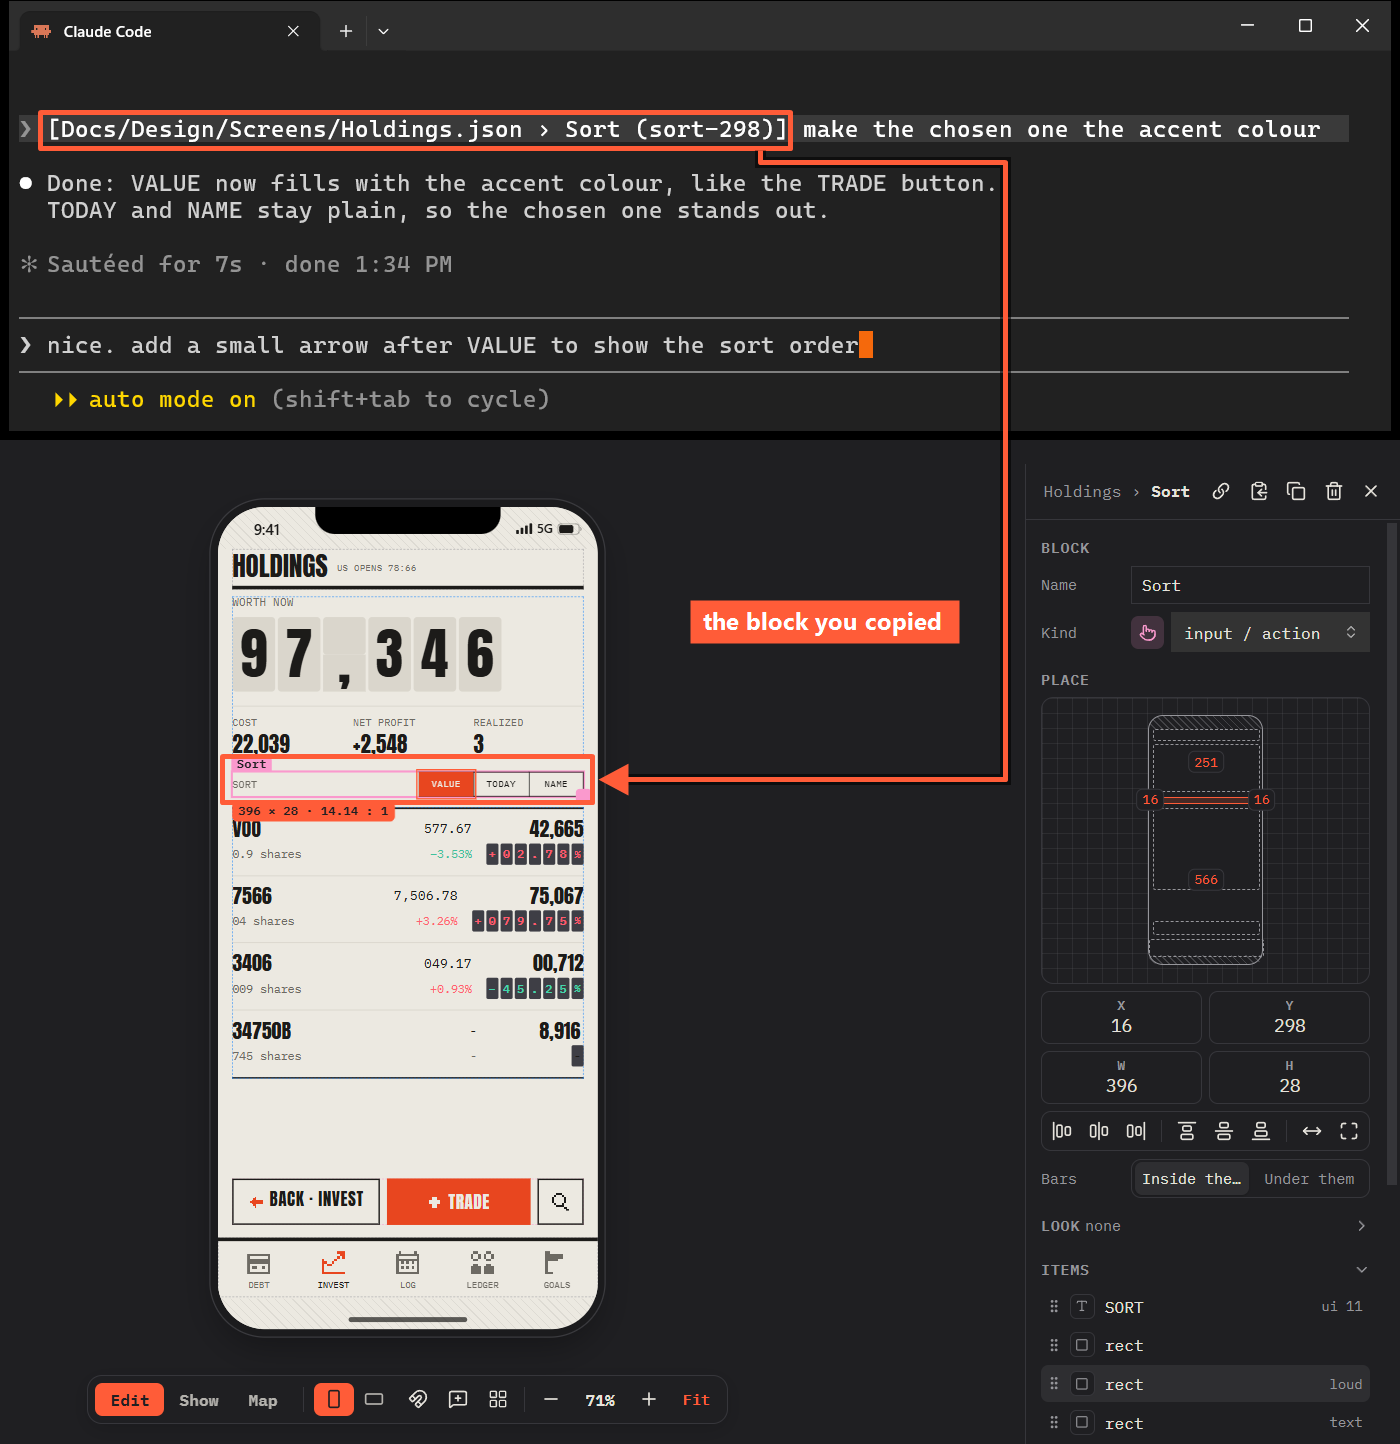 Claude Code
❯ [Docs/Design/Screens/Holdings.json › Sort (sort-298)] make the chosen one the accent colour
● Done: VALUE now fills with the accent colour, like the TRADE button.
TODAY and NAME stay plain, so the chosen one stands out.
✻ Sautéed for 7s · done 1:34 PM
❯ nice. add a small arrow after VALUE to show the sort order
auto mode on (shift+tab to cycle)
Holdings › Sort
9:41 5G
HOLDINGS US OPENS 78:66
WORTH NOW
97,346
COST NET PROFIT REALIZED
22,039 +2,548 3
Sort
SORT VALUE TODAY NAME
396 × 28 · 14.14 : 1
VOO 577.67 42,665
0.9 shares -3.53% +02.78%
7566 7,506.78 75,067
04 shares +3.26% +079.75%
3406 049.17 00,712
009 shares +0.93% -45.25%
34750B - 8,916
745 shares - -
BACK · INVEST + TRADE
DEBT INVEST LOG LEDGER GOALS
the block you copied
BLOCK
Name Sort
Kind input / action
PLACE
251
16 16
566
X Y
16 298
W H
396 28
Bars Inside the… Under them
LOOK none
ITEMS
T SORT ui 11
rect
rect loud
rect text
Edit Show Map 71% Fit